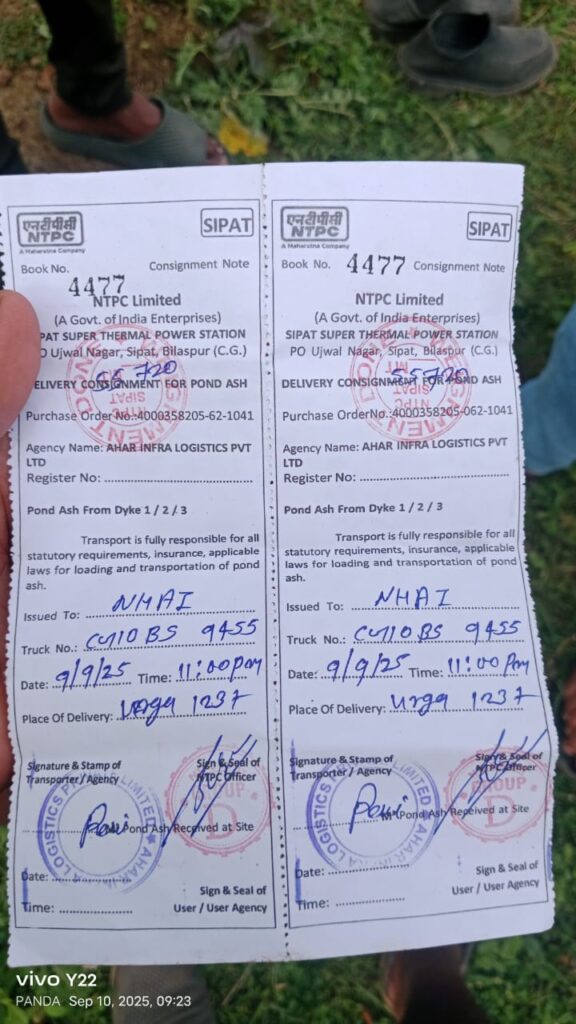 एनटीपीसी
NTPC
A Maharatna Company
SIPAT
Book No. 4477 Consignment Note
NTPC Limited
(A Govt. of India Enterprises)
PAT SUPER THERMAL POWER STATION
O Ujwal Nagar, Sipat, Bilaspur (C.G.)
55720
ELIVERY CONSIGNMENT FOR POND ASH
Purchase Order No:4000358205-62-1041
Agency Name: AHAR INFRA LOGISTICS PVT
LTD
Register No:
Pond Ash From Dyke 1 / 2 / 3
Transport is fully responsible for all
statutory requirements, insurance, applicable
laws for loading and transportation of pond
ash.
Issued To: NHAI
Truck No.: CG10BS 9455
Date: 9/9/25 Time: 11:00pm
Place Of Delivery: Urga 1237
Signature & Stamp of
Transporter / Agency
Sign & Seal of
NTPC Officer
Pond Ash Received at Site
Date:
Time:
Sign & Seal of
User / User Agency
एनटीपीसी
NTPC
A Maharatna Company
SIPAT
Book No. 4477 Consignment Note
NTPC Limited
(A Govt. of India Enterprises)
SIPAT SUPER THERMAL POWER STATION
PO Ujwal Nagar, Sipat, Bilaspur (C.G.)
55720
DELIVERY CONSIGNMENT FOR POND ASH
Purchase Order No.:4000358205-062-1041
Agency Name: AHAR INFRA LOGISTICS PVT
LTD
Register No:
Pond Ash From Dyke 1 / 2 / 3
Transport is fully responsible for all
statutory requirements, insurance, applicable
laws for loading and transportation of pond
ash.
Issued To: NHAI
Truck No.: CG10BS 9455
Date: 9/9/25 Time: 11:00 Pm
Place Of Delivery: Urga 1237
Signature & Stamp of
Transporter / Agency
Sign & Seal of
NTPC Officer
GROUP
D
Pond Ash Received at Site
Date:
Time:
Sign & Seal of
User / User Agency
vivo Y22
PANDA Sep 10, 2025, 09:23